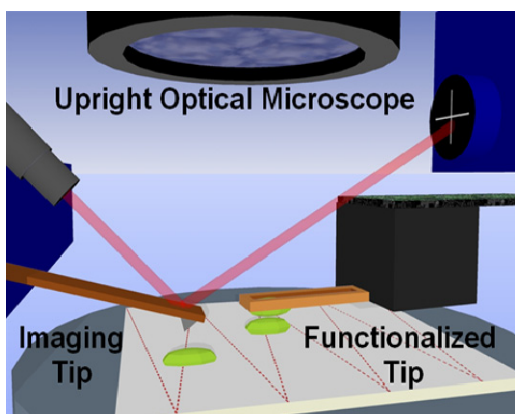 Upright Optical Microscope
Imaging
Tip
Functionalized
Tip